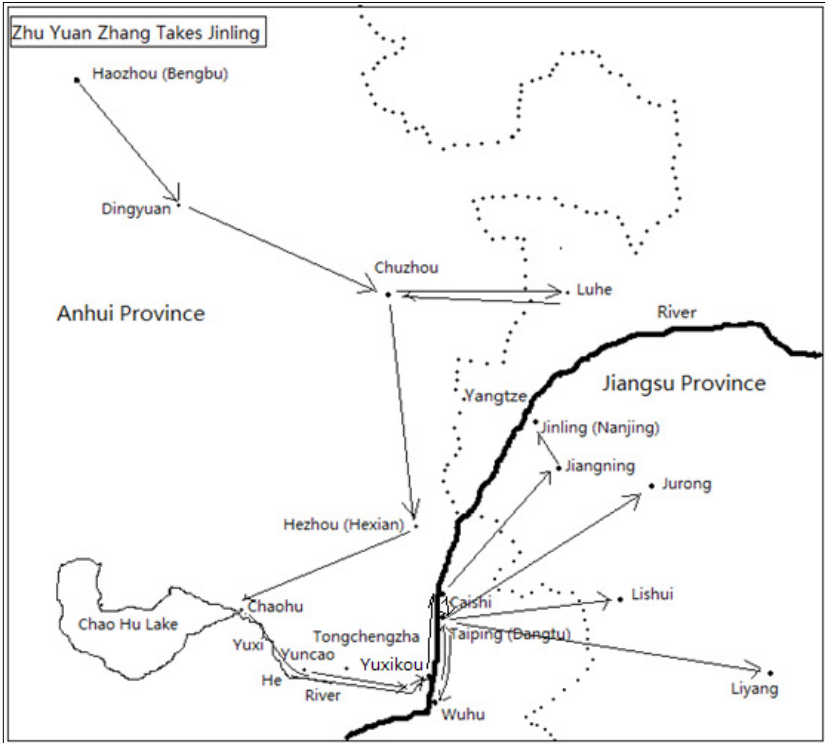 Zhu Yuan Zhang Takes Jinling
Haozhou (Bengbu)
Dingyuan
Chuzhou
Luhe
Anhui Province
River
Jiangsu Province
Yangtze
Jinling (Nanjing)
Jiangning
Jurong
Hezhou (Hexian)
Chaohu
Caishi
Lishui
Chao Hu Lake
Tongchengzha
Taiping (Dangtu)
Yuxi
Yuncao
Yuxikou
He
River
Liyang
Wuhu